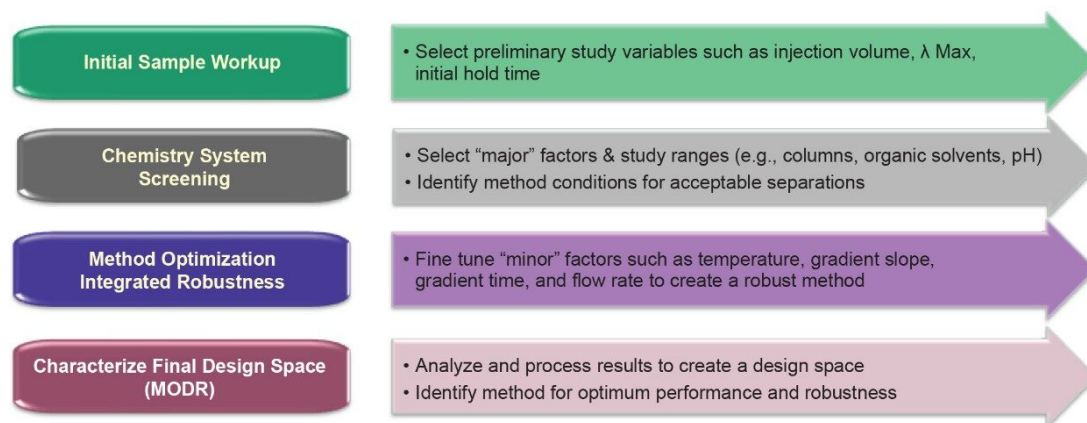 Initial Sample Workup
• Select preliminary study variables such as injection volume, λ Max,
initial hold time
Chemistry System
Screening
• Select “major” factors & study ranges (e.g., columns, organic solvents, pH)
• Identify method conditions for acceptable separations
Method Optimization
Integrated Robustness
• Fine tune “minor” factors such as temperature, gradient slope,
gradient time, and flow rate to create a robust method
Characterize Final Design Space
(MODR)
• Analyze and process results to create a design space
• Identify method for optimum performance and robustness